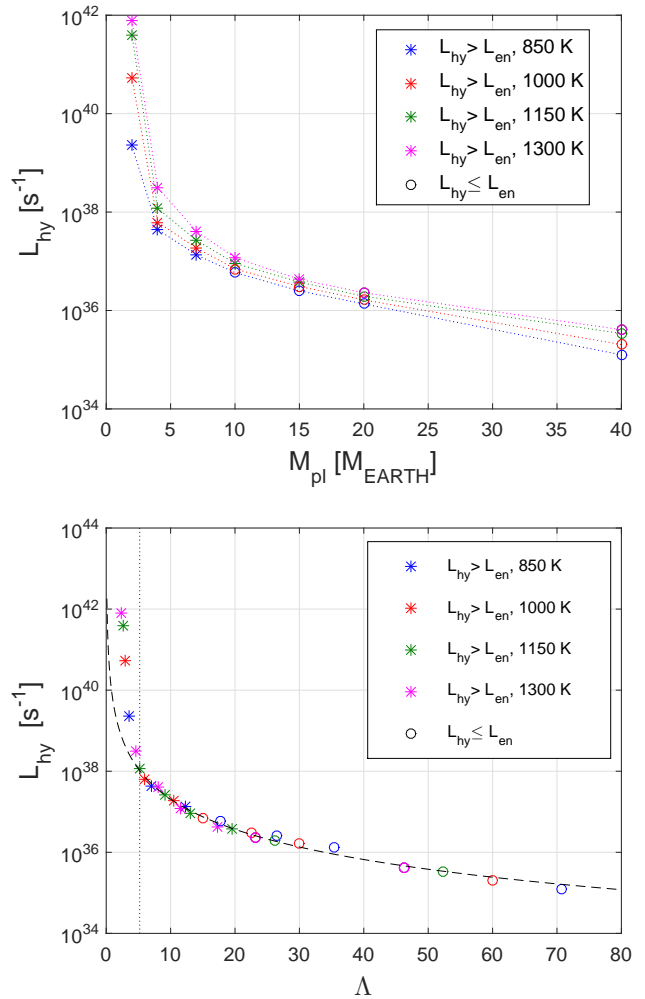 10^42
10^40
10^38
10^36
10^34
L_hy [s^-1]
L_hy > L_en, 850 K
L_hy > L_en, 1000 K
L_hy > L_en, 1150 K
L_hy > L_en, 1300 K
L_hy ≤ L_en
0 5 10 15 20 25 30 35 40
M_pl [M_EARTH]
10^44
10^42
10^40
10^38
10^36
10^34
L_hy [s^-1]
L_hy > L_en, 850 K
L_hy > L_en, 1000 K
L_hy > L_en, 1150 K
L_hy > L_en, 1300 K
L_hy ≤ L_en
0 10 20 30 40 50 60 70 80
Λ